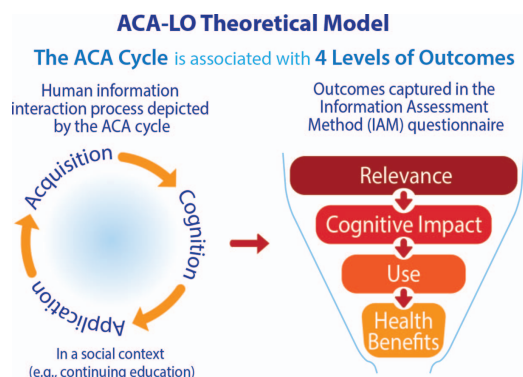 ACA-LO Theoretical Model
The ACA Cycle is associated with 4 Levels of Outcomes
Human information
interaction process depicted
by the ACA cycle
Acquisition
Cognition
Application
In a social context
(e.g., continuing education)
Outcomes captured in the
Information Assessment
Method (IAM) questionnaire
Relevance
Cognitive Impact
Use
Health
Benefits